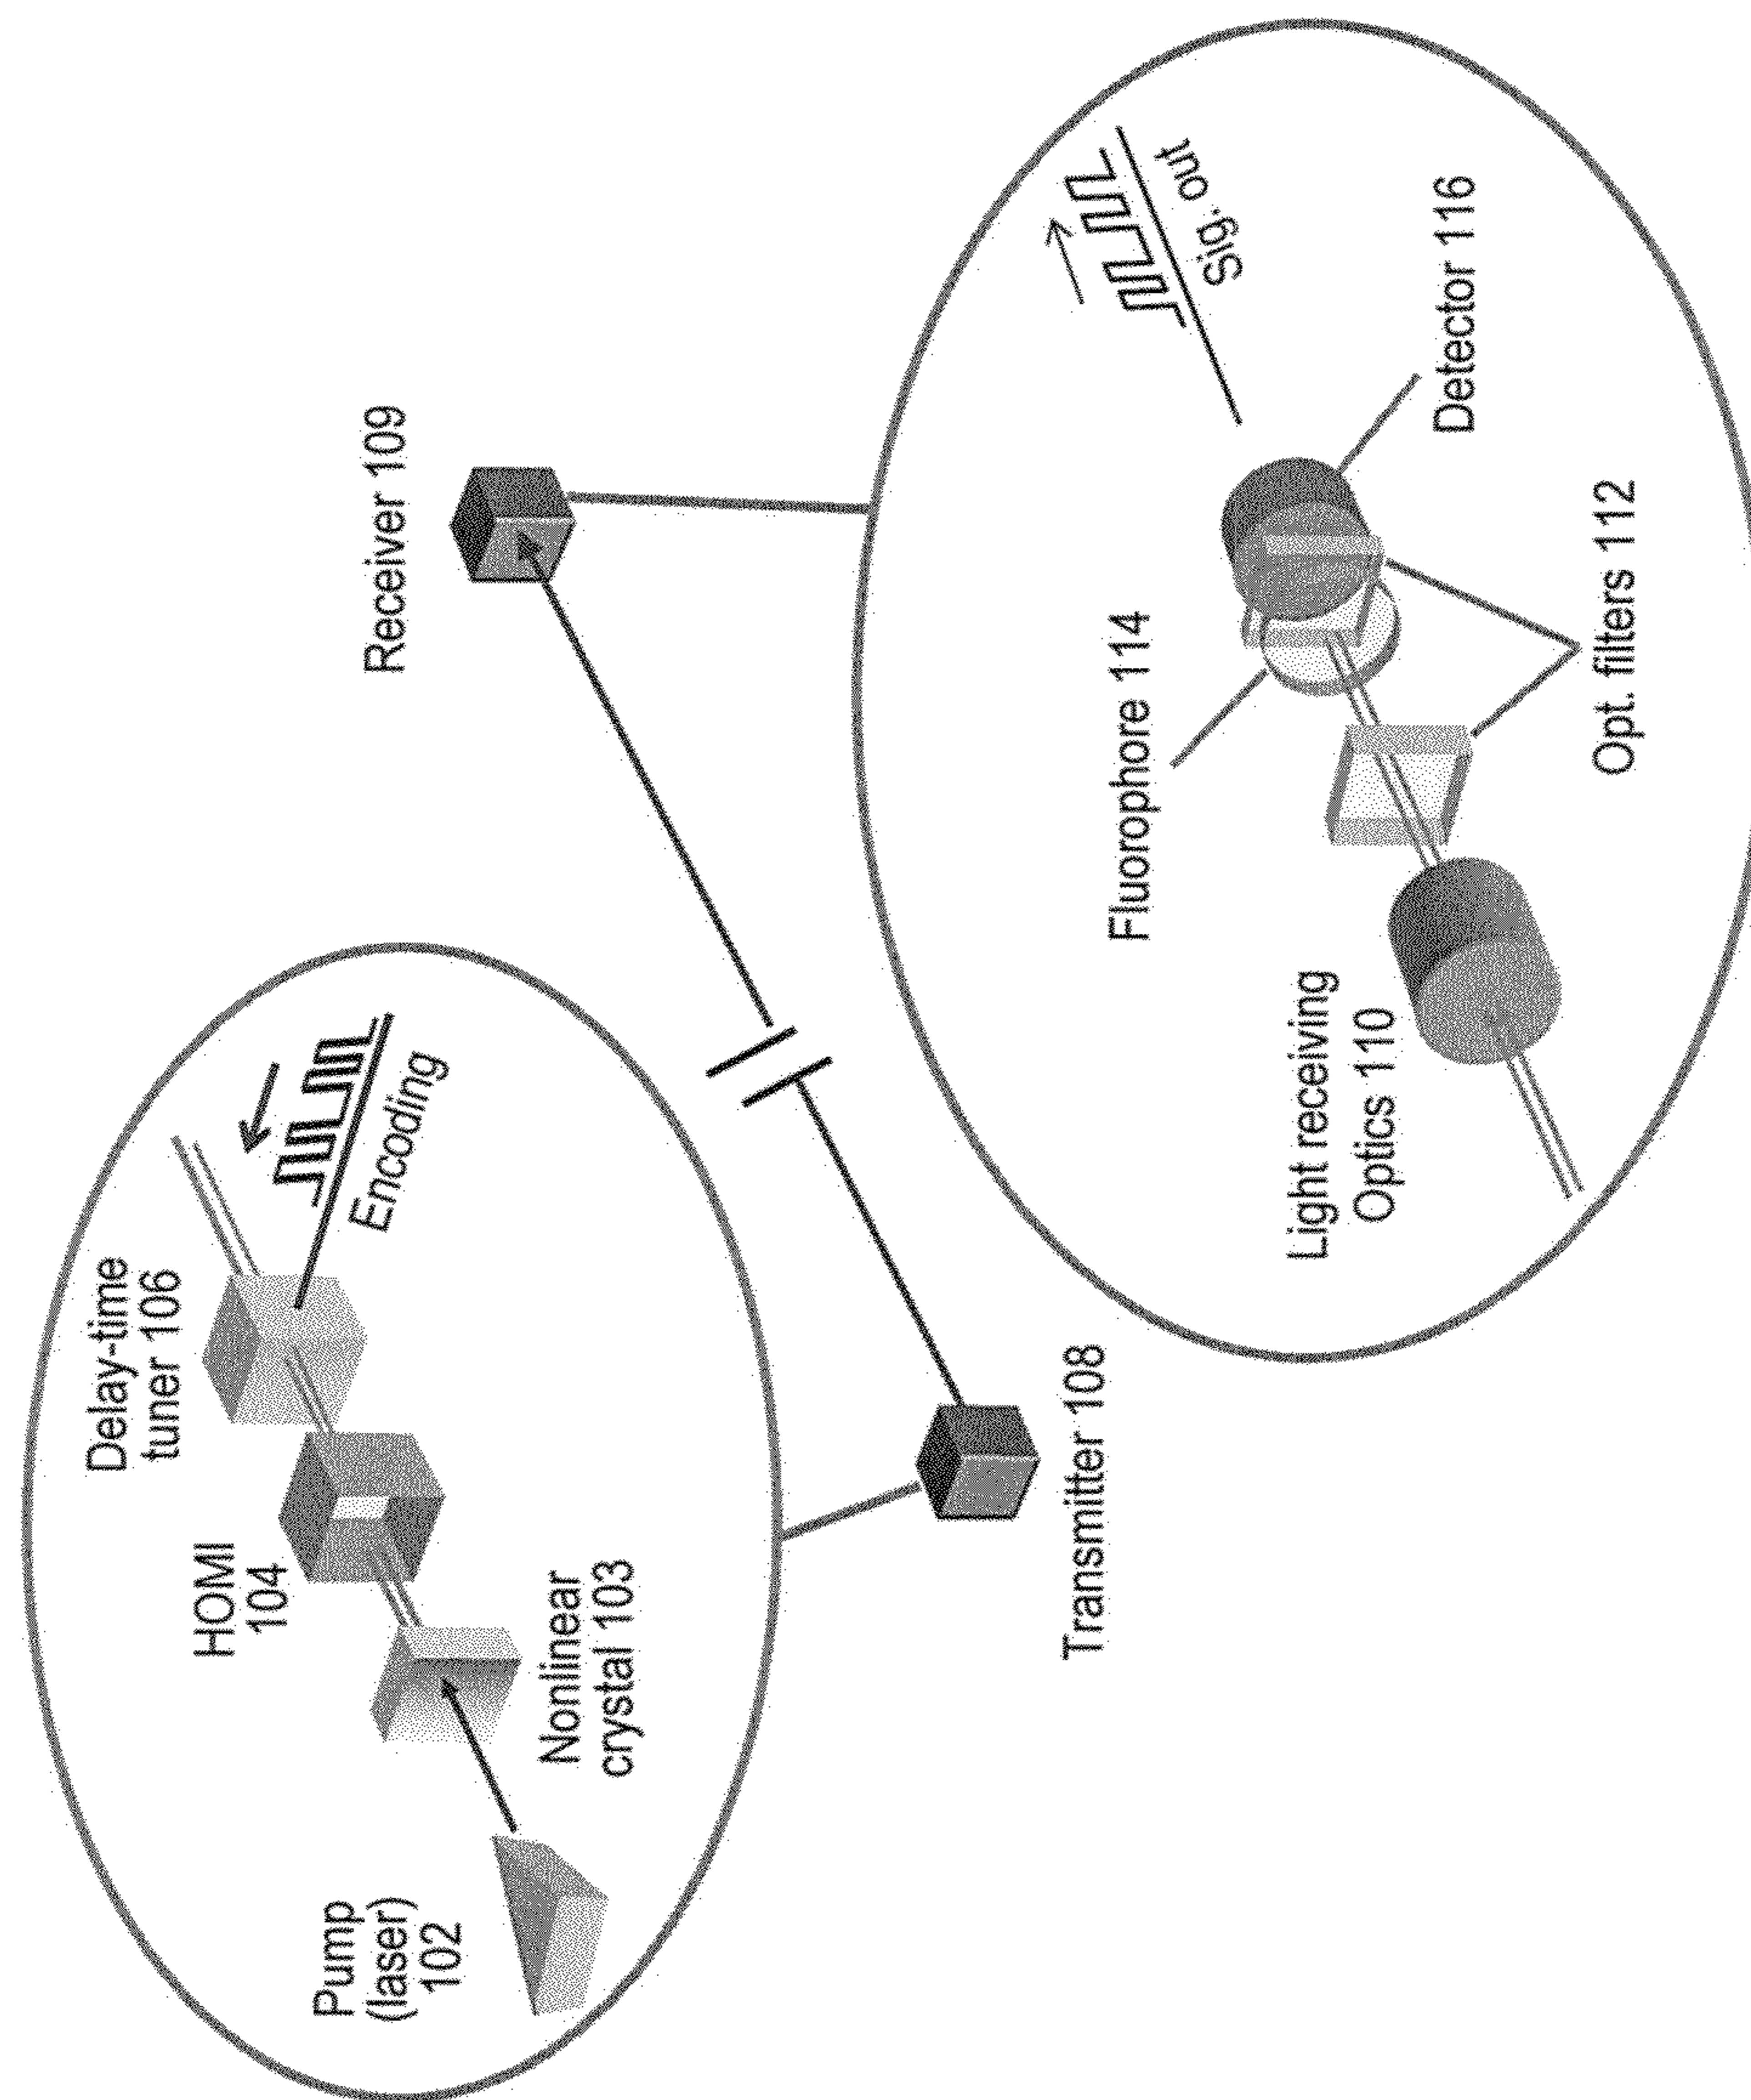 Pump
(laser)
102
Nonlinear
crystal 103
HOMI
104
Delay-time
tuner 106
Encoding
Transmitter 108
Receiver 109
Light receiving
Optics 110
Fluorophore 114
Opt. filters 112
Detector 116
Sig. out